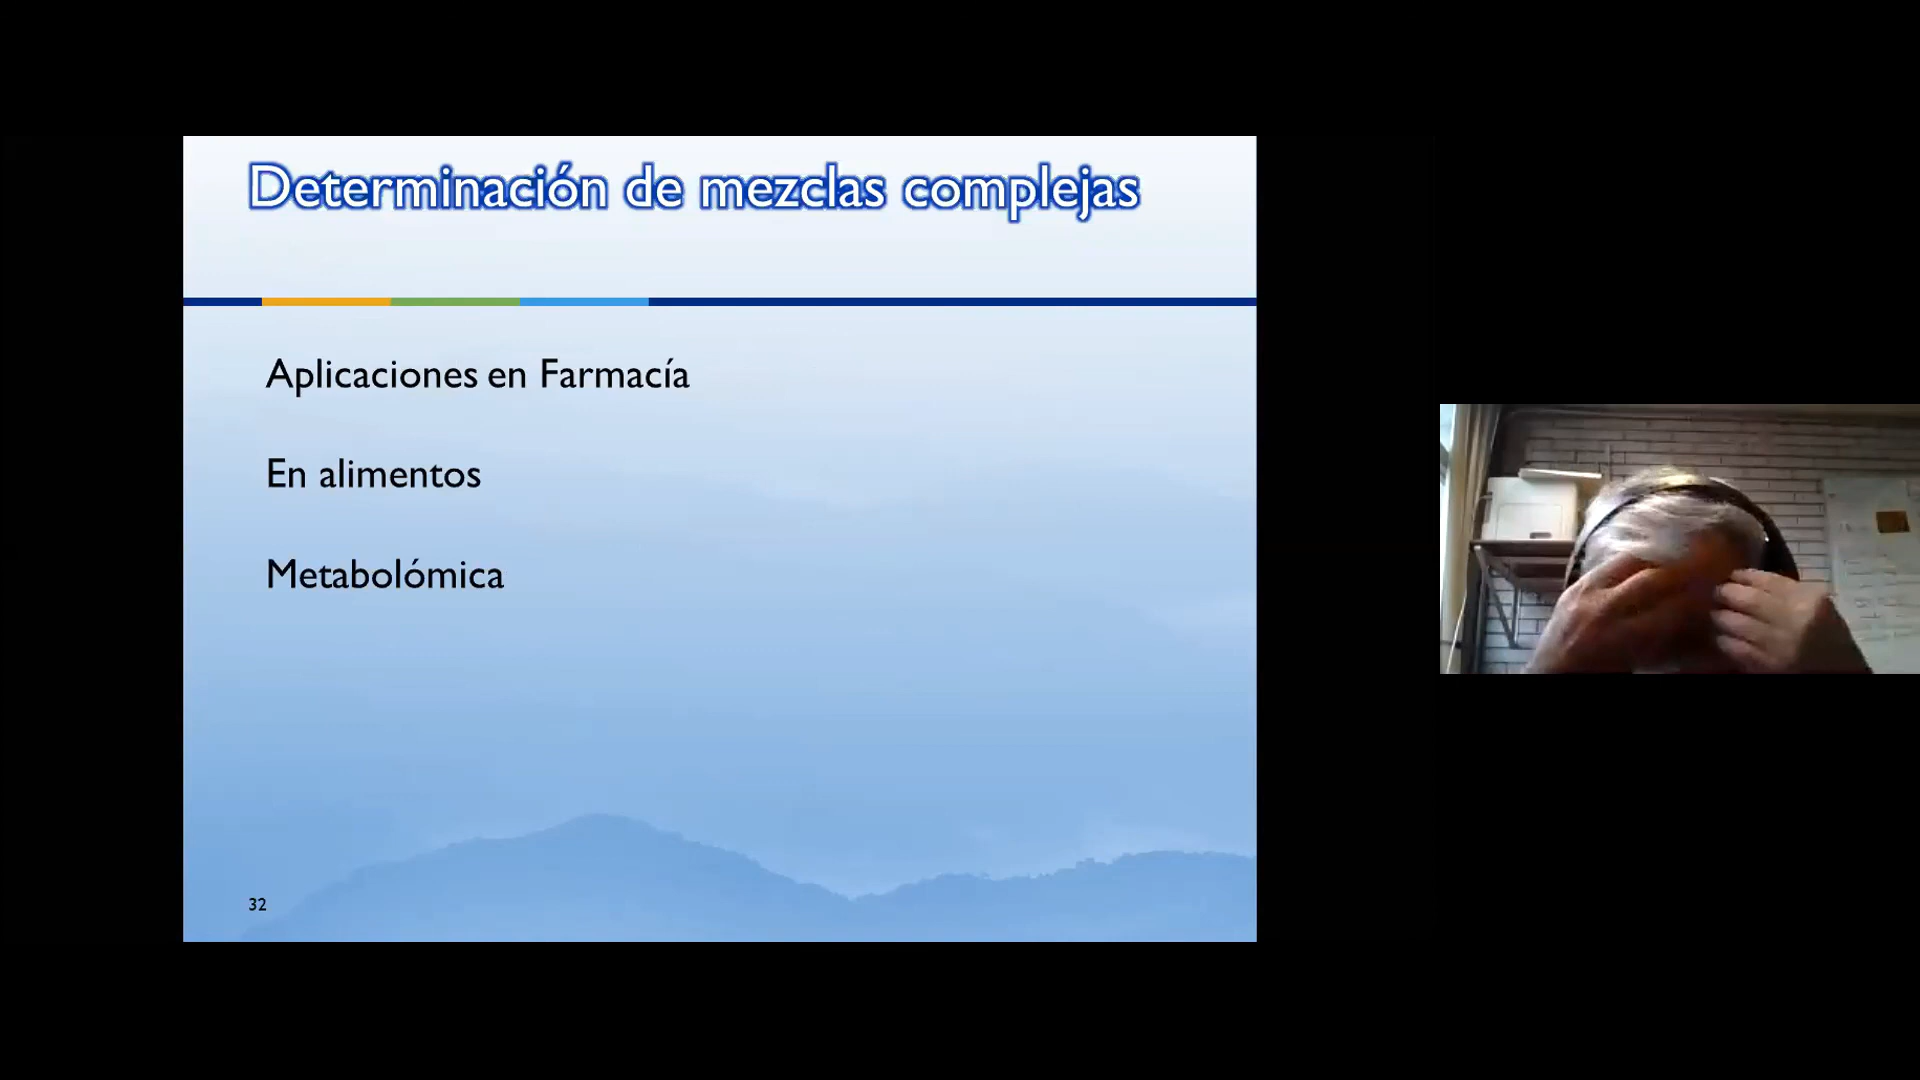 Determinación de mezclas complejas
Aplicaciones en Farmacía
En alimentos
Metabolómica
32